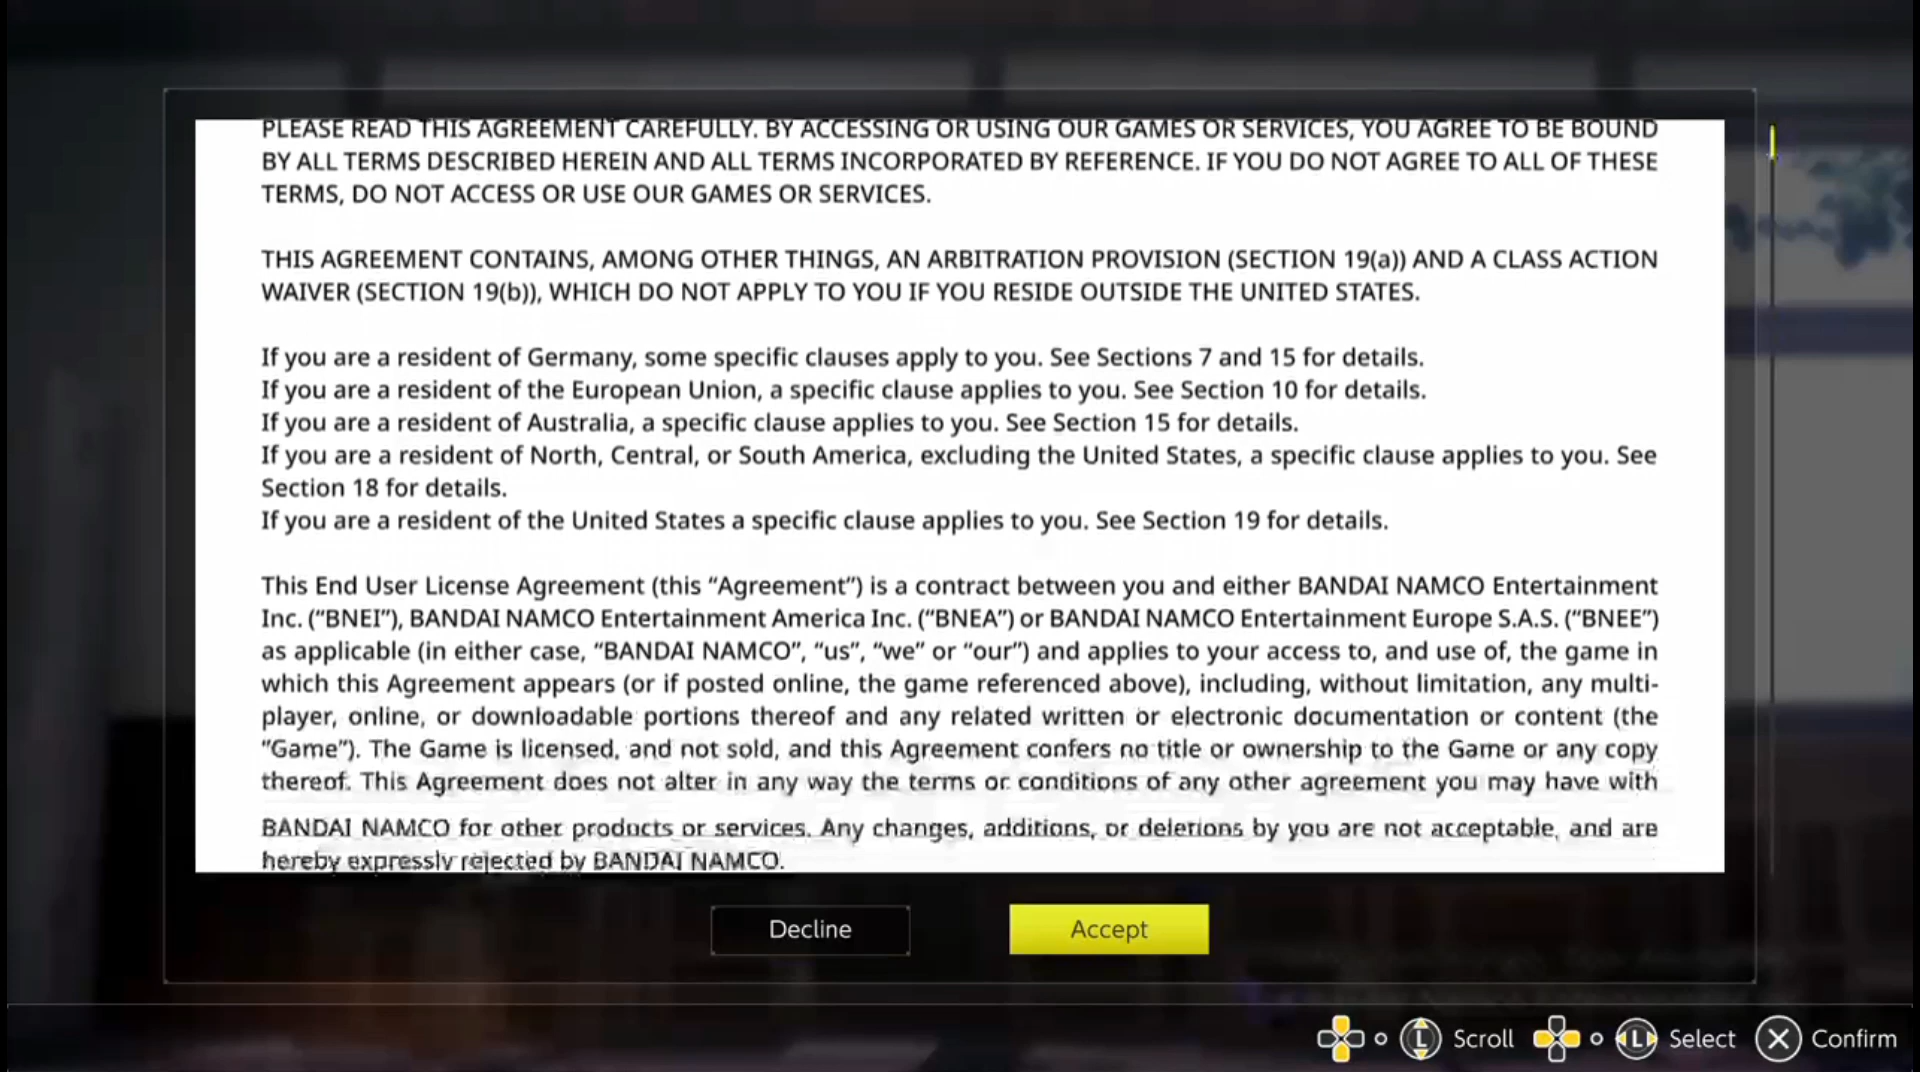 PLEASE READ THIS AGREEMENT CAREFULLY. BY ACCESSING OR USING OUR GAMES OR SERVICES, YOU AGREE TO BE BOUND
BY ALL TERMS DESCRIBED HEREIN AND ALL TERMS INCORPORATED BY REFERENCE. IF YOU DO NOT AGREE TO ALL OF THESE
TERMS, DO NOT ACCESS OR USE OUR GAMES OR SERVICES.
THIS AGREEMENT CONTAINS, AMONG OTHER THINGS, AN ARBITRATION PROVISION (SECTION 19(a)) AND A CLASS ACTION
WAIVER (SECTION 19(b)), WHICH DO NOT APPLY TO YOU IF YOU RESIDE OUTSIDE THE UNITED STATES.
If you are a resident of Germany, some specific clauses apply to you. See Sections 7 and 15 for details.
If you are a resident of the European Union, a specific clause applies to you. See Section 10 for details.
If you are a resident of Australia, a specific clause applies to you. See Section 15 for details.
If you are a resident of North, Central, or South America, excluding the United States, a specific clause applies to you. See
Section 18 for details.
If you are a resident of the United States a specific clause applies to you. See Section 19 for details.
This End User License Agreement (this “Agreement”) is a contract between you and either BANDAI NAMCO Entertainment
Inc. (“BNEI”), BANDAI NAMCO Entertainment America Inc. (“BNEA”) or BANDAI NAMCO Entertainment Europe S.A.S. (“BNEE”)
as applicable (in either case, “BANDAI NAMCO”, “us”, “we” or “our”) and applies to your access to, and use of, the game in
which this Agreement appears (or if posted online, the game referenced above), including, without limitation, any multi-
player, online, or downloadable portions thereof and any related written or electronic documentation or content (the
“Game”). The Game is licensed, and not sold, and this Agreement confers no title or ownership to the Game or any copy
thereof. This Agreement does not alter in any way the terms or conditions of any other agreement you may have with
BANDAI NAMCO for other products or services. Any changes, additions, or deletions by you are not acceptable, and are
hereby expressly rejected by BANDAI NAMCO.
Decline
Accept
L Scroll L Select Confirm